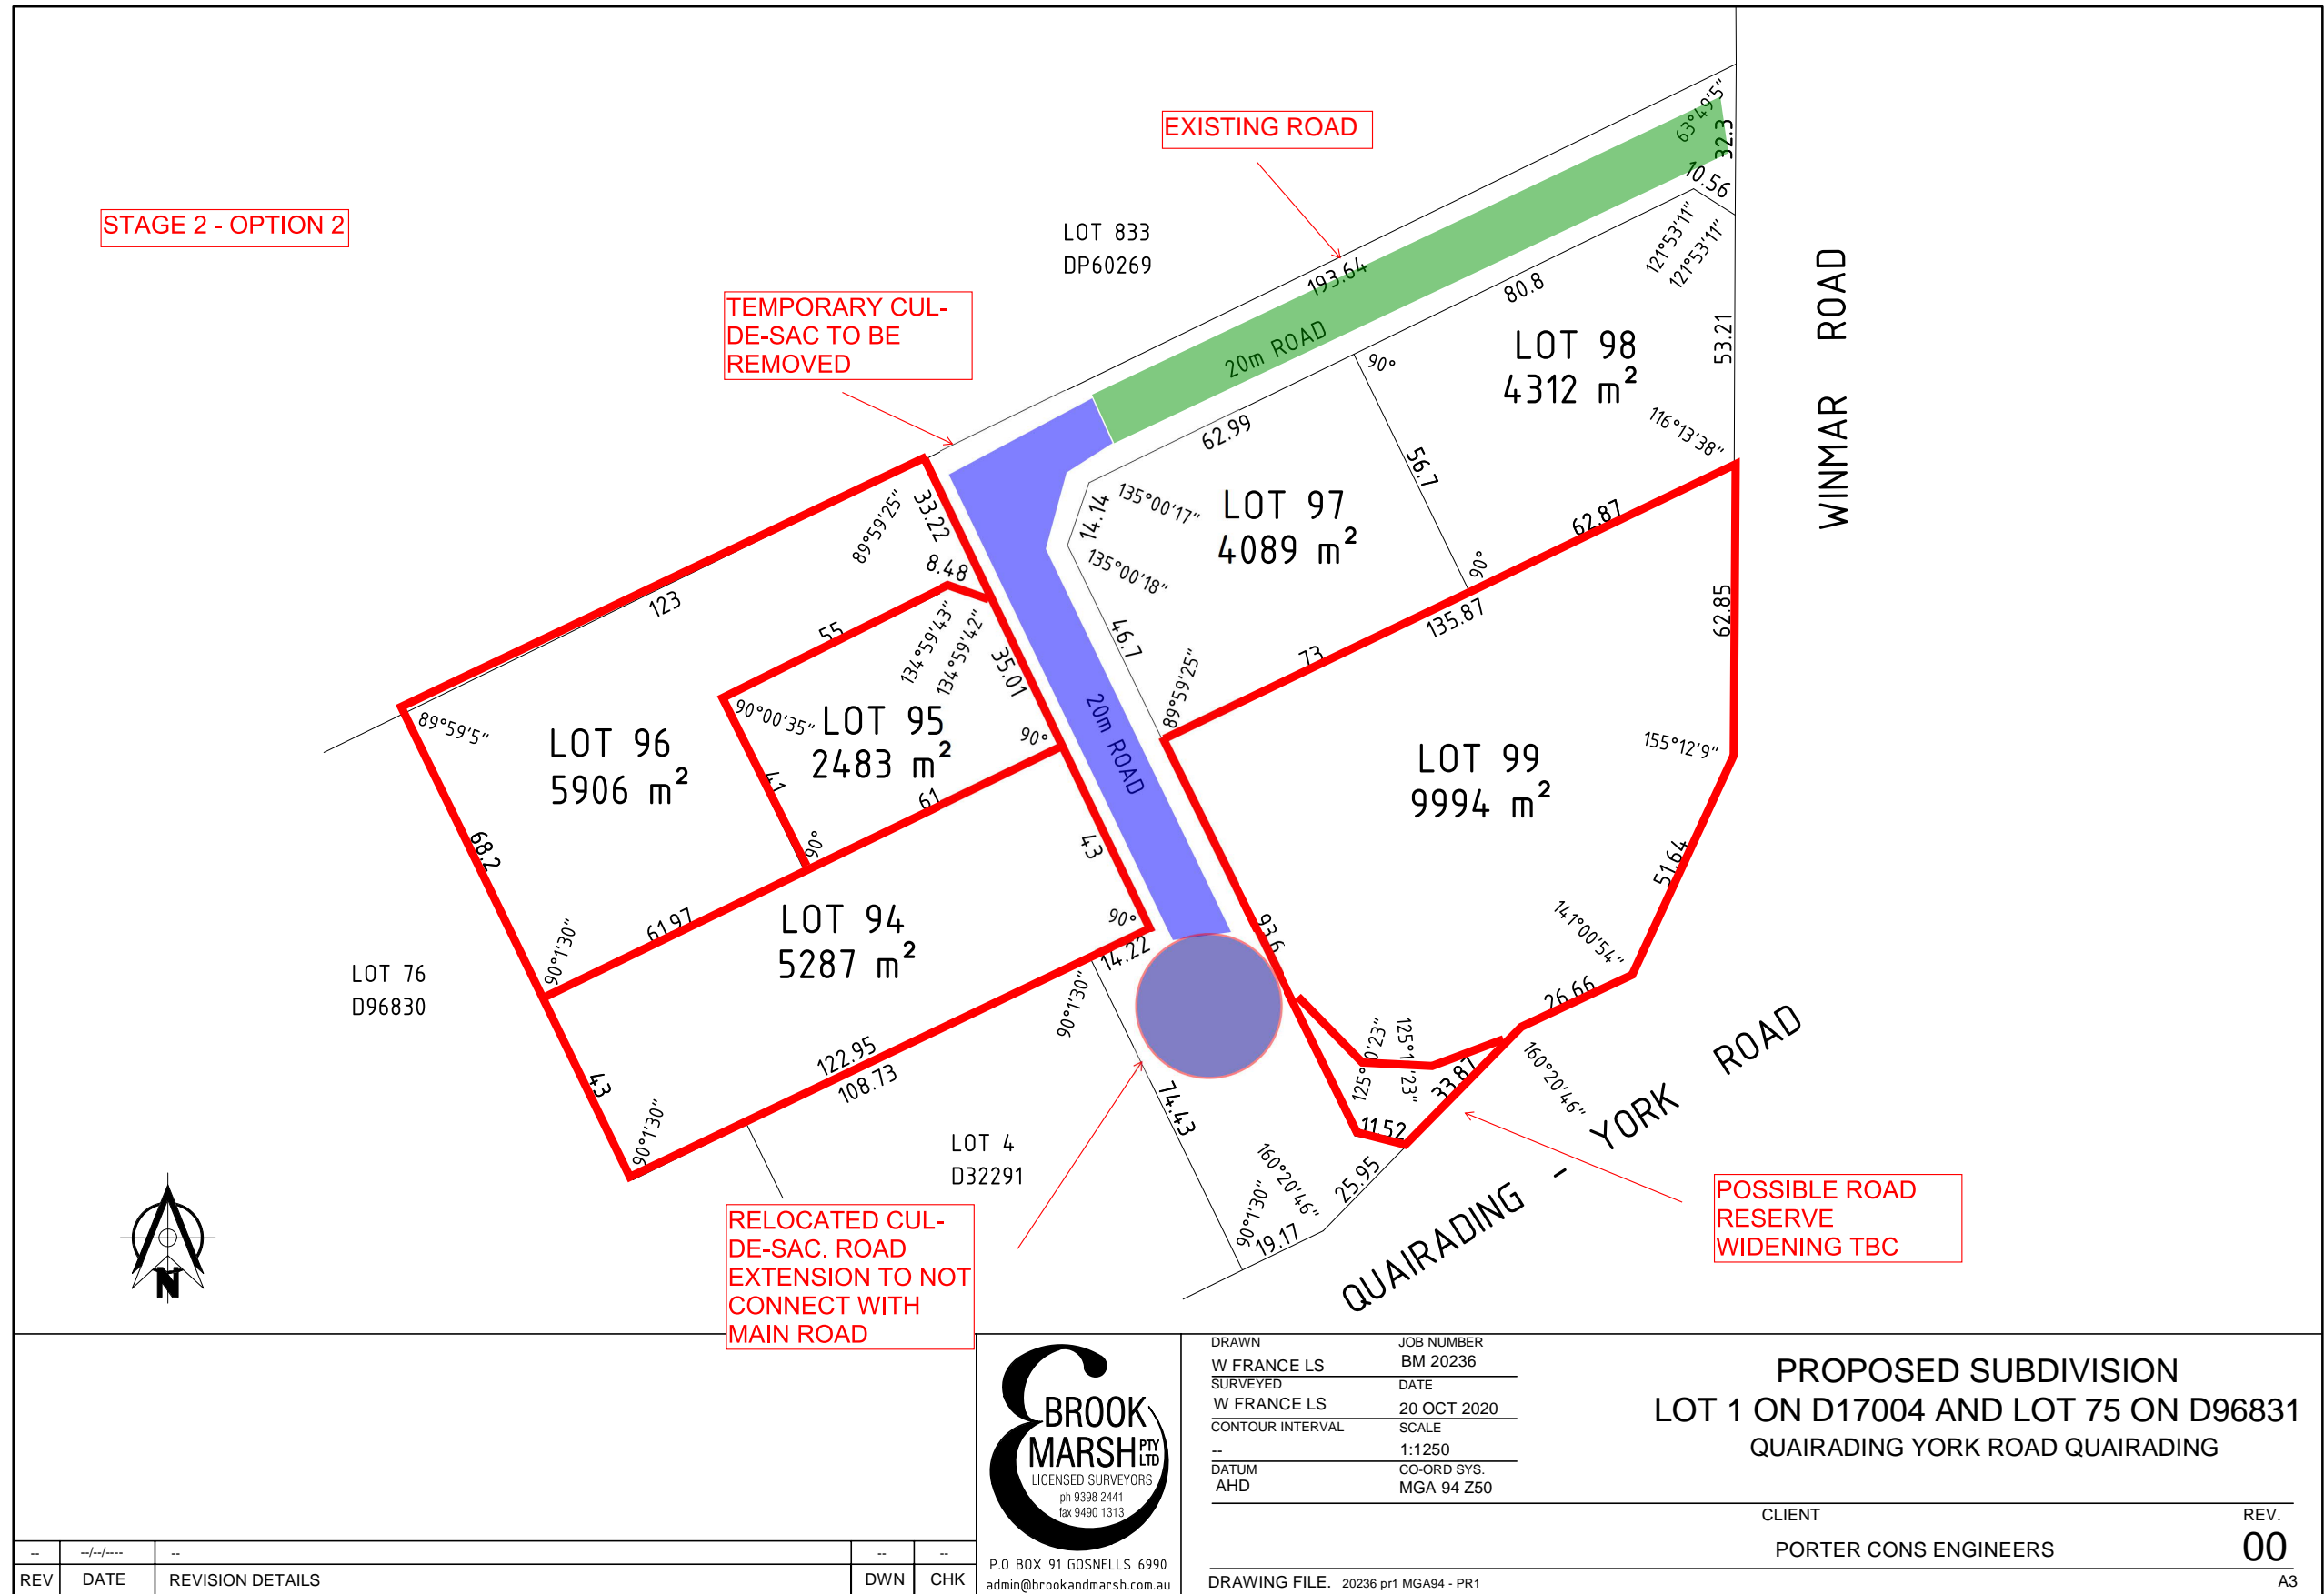 STAGE 2 - OPTION 2
EXISTING ROAD
TEMPORARY CUL-
DE-SAC TO BE
REMOVED
LOT 833
DP60269
193.64
20m ROAD
63°49'5"
32.3
10.56
121°53'11"
121°53'11"
80.8
53.21
WINMAR ROAD
LOT 98
4312 m²
90°
116°13'38"
62.99
56.7
62.87
90°
135°00'17"
14.14
135°00'18"
LOT 97
4089 m²
46.7
89°59'25"
73
135.87
62.85
33.22
89°59'25"
8.48
123
55
134°59'43"
134°59'42"
35.01
89°59'5"
LOT 96
5906 m²
90°00'35"
LOT 95
2483 m²
90°
41
61
90°
20m ROAD
LOT 99
9994 m²
155°12'9"
51.64
141°00'54"
26.66
68.2
61.97
90°1'30"
LOT 94
5287 m²
43
90°
14.22
90°1'30"
93.6
LOT 76
D96830
122.95
108.73
43
90°1'30"
74.43
LOT 4
D32291
11.52
33.87
160°20'46"
160°20'46"
25.95
90°1'30"
19.17
QUAIRADING - YORK ROAD
POSSIBLE ROAD
RESERVE
WIDENING TBC
RELOCATED CUL-
DE-SAC. ROAD
EXTENSION TO NOT
CONNECT WITH
MAIN ROAD
N
BROOK
MARSH PTY LTD
LICENSED SURVEYORS
ph 9398 2441
fax 9490 1313
P.O BOX 91 GOSNELLS 6990
admin@brookandmarsh.com.au
DRAWN JOB NUMBER
W FRANCE LS BM 20236
SURVEYED DATE
W FRANCE LS 20 OCT 2020
CONTOUR INTERVAL SCALE
-- 1:1250
DATUM CO-ORD SYS.
AHD MGA 94 Z50
PROPOSED SUBDIVISION
LOT 1 ON D17004 AND LOT 75 ON D96831
QUAIRADING YORK ROAD QUAIRADING
CLIENT REV.
PORTER CONS ENGINEERS 00
DRAWING FILE. 20236 pr1 MGA94 - PR1 A3
-- --/--/---- -- -- --
REV DATE REVISION DETAILS DWN CHK